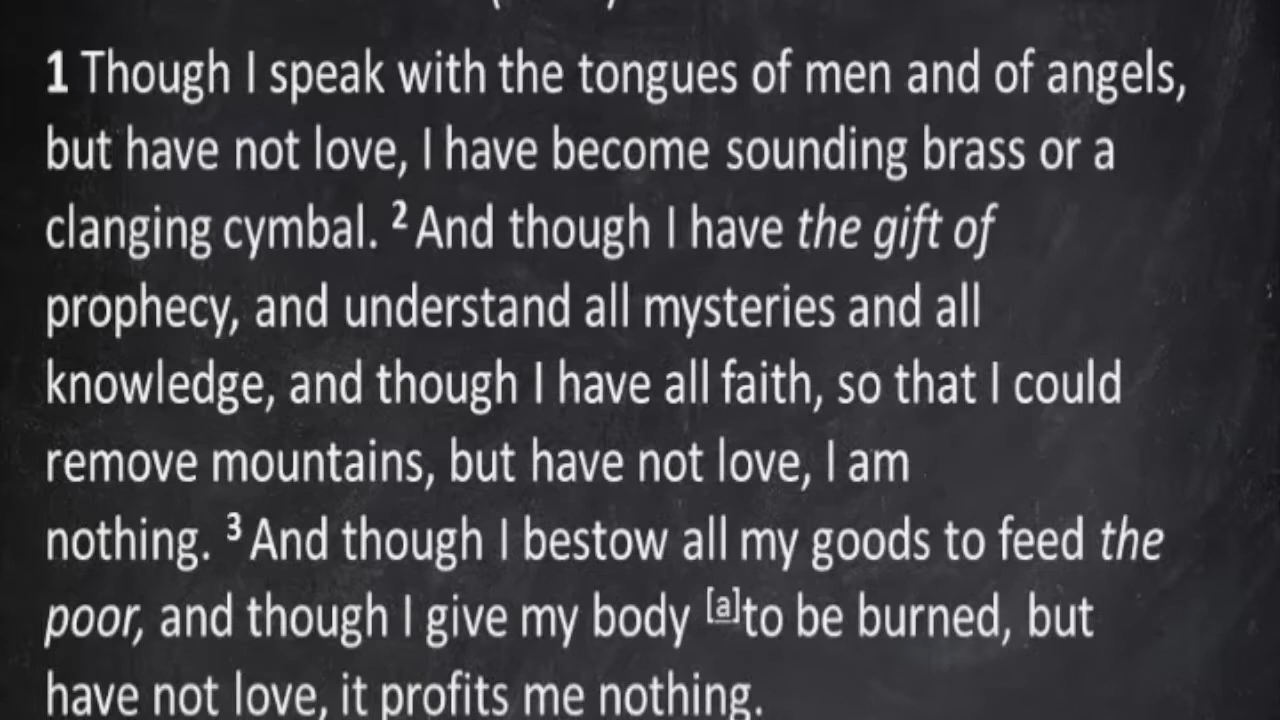 1 Though I speak with the tongues of men and of angels,
but have not love, I have become sounding brass or a
clanging cymbal. 2 And though I have the gift of
prophecy, and understand all mysteries and all
knowledge, and though I have all faith, so that I could
remove mountains, but have not love, I am
nothing. 3 And though I bestow all my goods to feed the
poor, and though I give my body [a]to be burned, but
have not love, it profits me nothing.